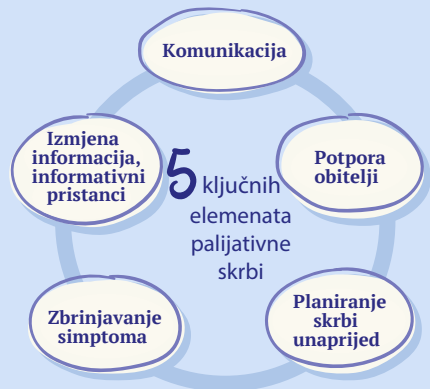 Komunikacija
Izmjena
informacija,
informativni
pristanci
5 ključnih
elemenata
palijativne
skrbi
Potpora
obitelji
Zbrinjavanje
simptoma
Planiranje
skrbi
unaprijed